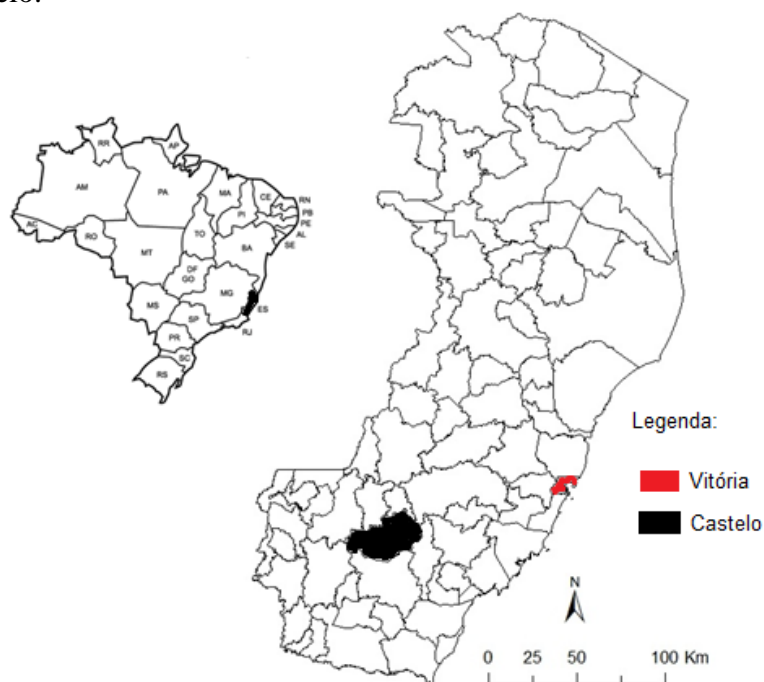 RR
AP
AM
PA
MA
CE
RN
PB
PI
PE
AC
AL
TO
RO
SE
BA
MT
DF
GO
MG
MS
ES
SP
RJ
PR
SC
RS
Legenda:
Vitória
Castelo
N
0 25 50 100 Km